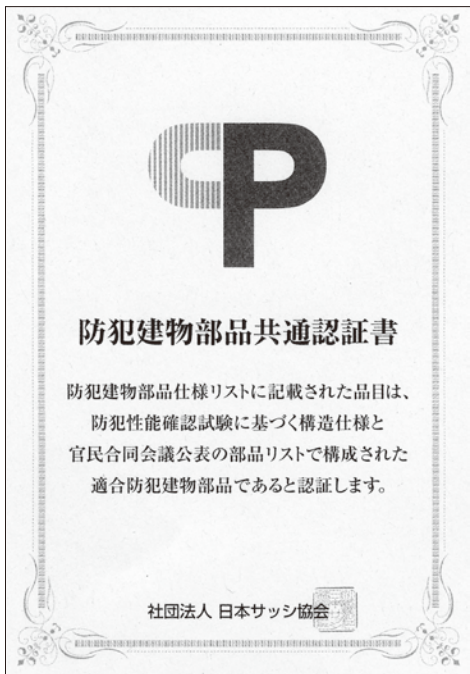 CP
防犯建物部品共通認証書
防犯建物部品仕様リストに記載された品目は、
防犯性能確認試験に基づく構造仕様と
官民合同会議公表の部品リストで構成された
適合防犯建物部品であると認証します。
社団法人 日本サッシ協会